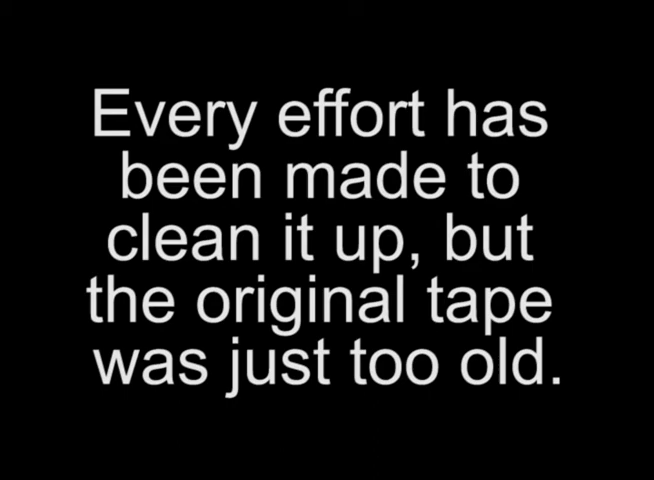 Every effort has
been made to
clean it up, but
the original tape
was just too old.